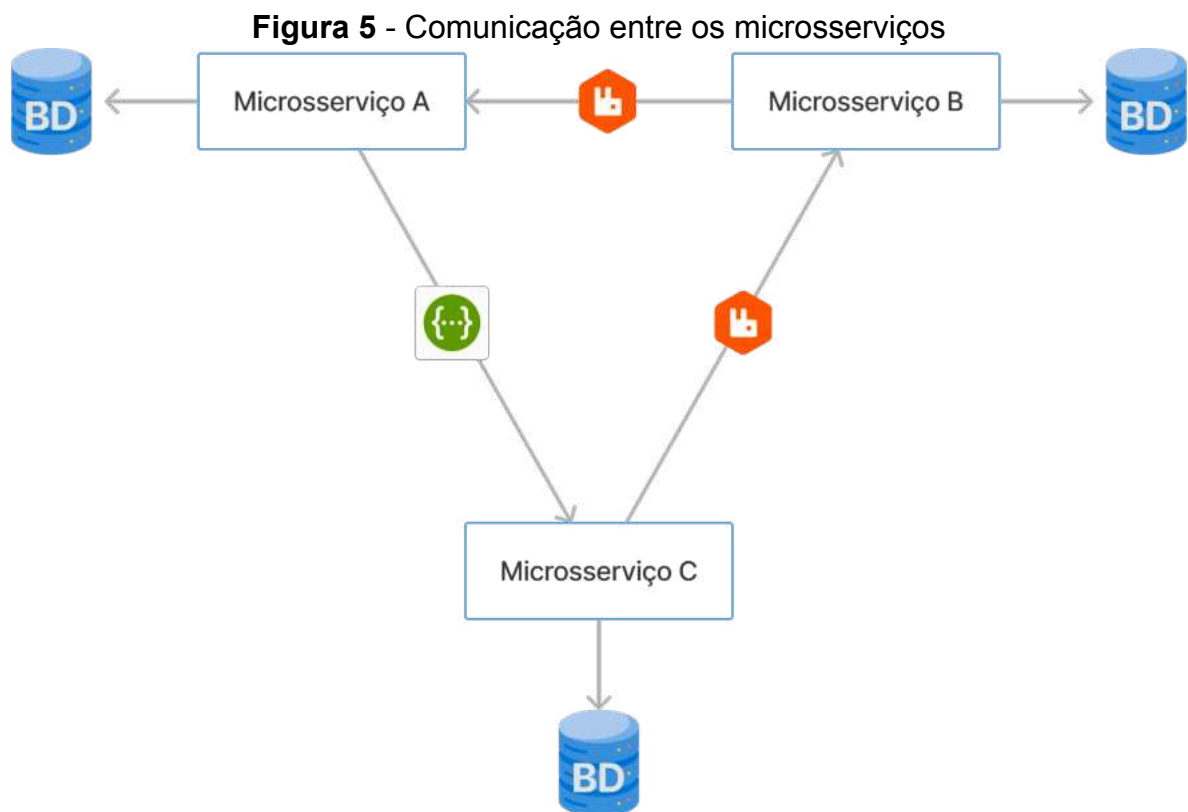 Figura 5 - Comunicação entre os microsserviços
BD
Microsserviço A
Microsserviço B
BD
{...}
Microsserviço C
BD